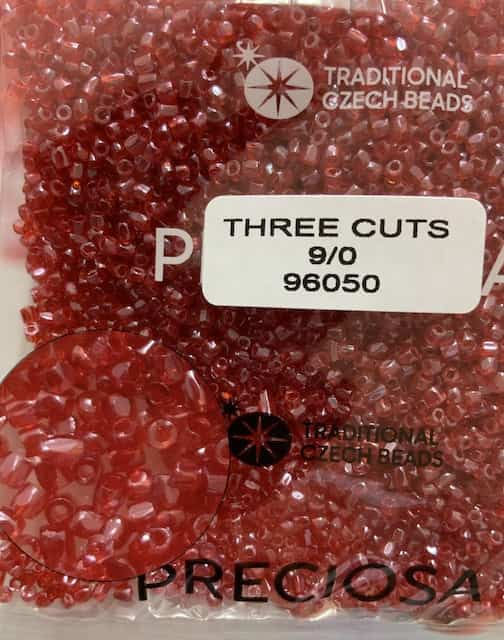 TRADITIONAL
CZECH BEADS
THREE CUTS
9/0
96050
TRADITIONAL
CZECH BEADS
PRECIOSA